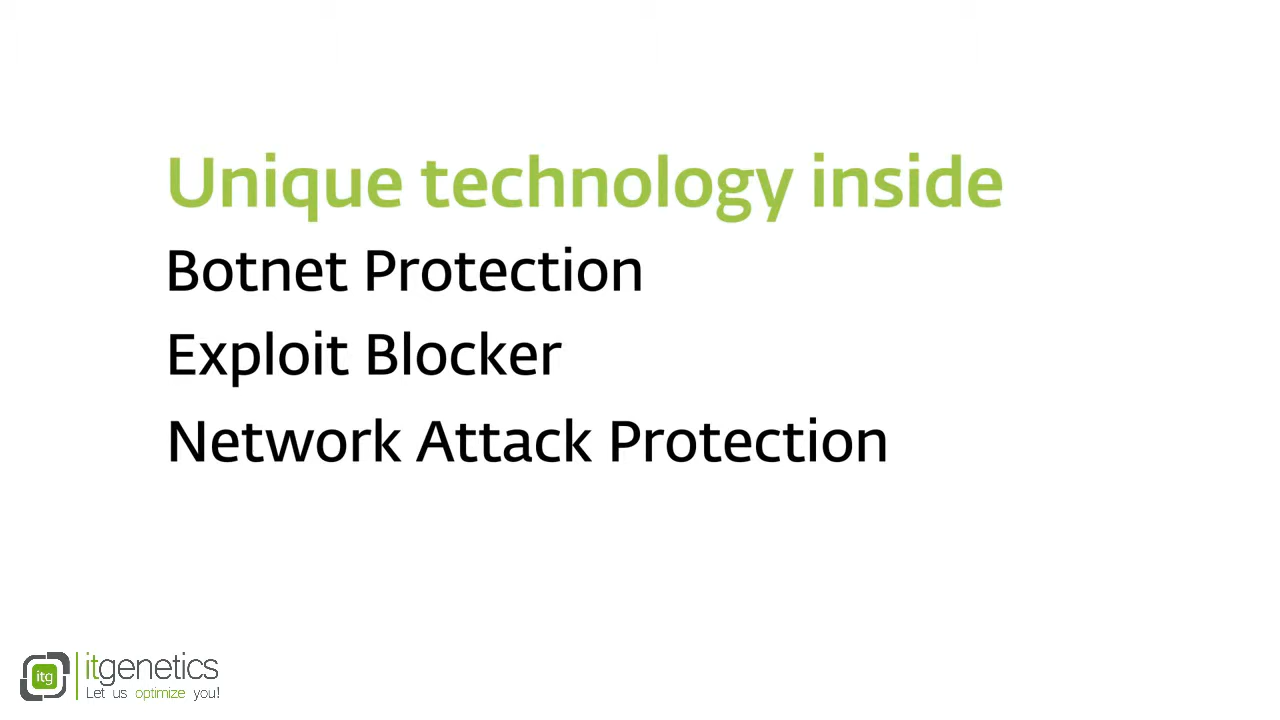 Unique technology inside
Botnet Protection
Exploit Blocker
Network Attack Protection
itg
itgenetics
Let us optimize you!